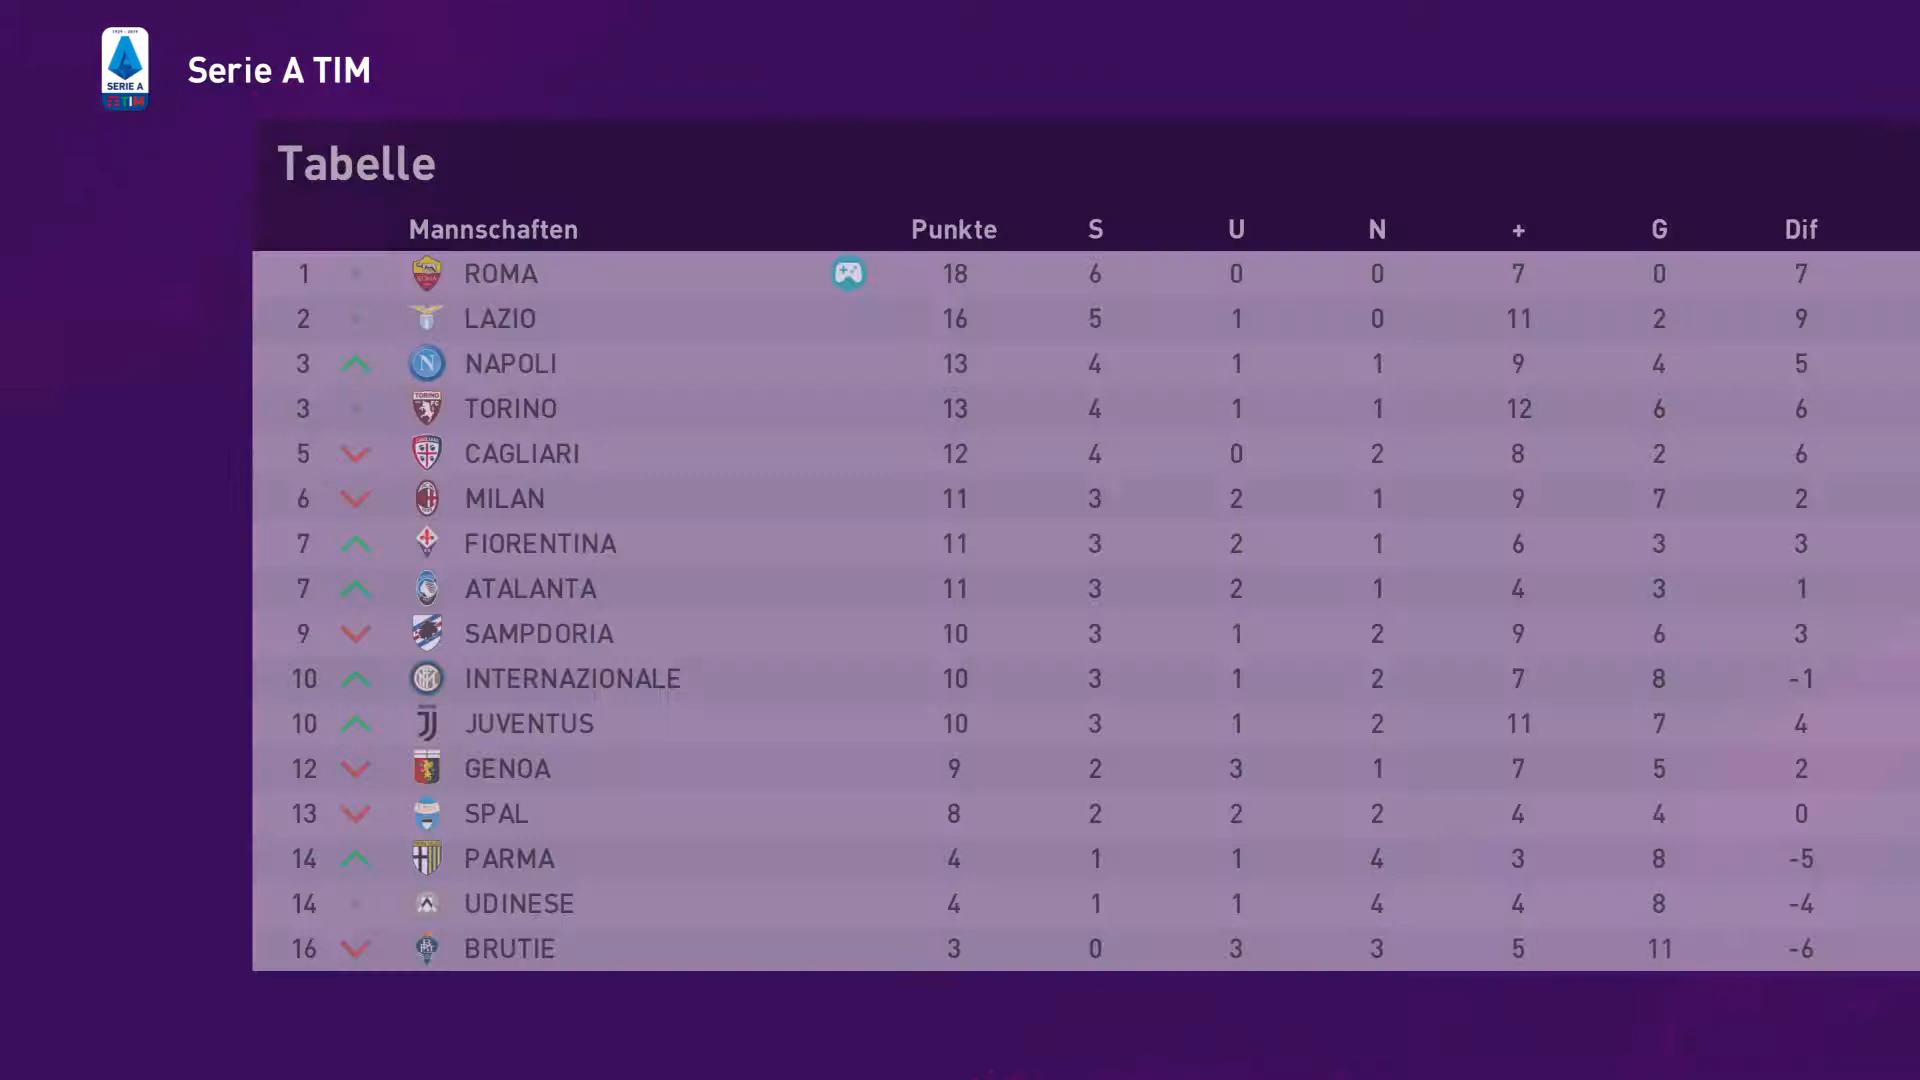 1929 - 2019
SERIE A
TIM
Serie A TIM
Tabelle
Mannschaften Punkte S U N + G Dif
1 ROMA 18 6 0 0 7 0 7
2 LAZIO 16 5 1 0 11 2 9
3 NAPOLI 13 4 1 1 9 4 5
3 TORINO 13 4 1 1 12 6 6
5 CAGLIARI 12 4 0 2 8 2 6
6 MILAN 11 3 2 1 9 7 2
7 FIORENTINA 11 3 2 1 6 3 3
7 ATALANTA 11 3 2 1 4 3 1
9 SAMPDORIA 10 3 1 2 9 6 3
10 INTERNAZIONALE 10 3 1 2 7 8 -1
10 JUVENTUS 10 3 1 2 11 7 4
12 GENOA 9 2 3 1 7 5 2
13 SPAL 8 2 2 2 4 4 0
14 PARMA 4 1 1 4 3 8 -5
14 UDINESE 4 1 1 4 4 8 -4
16 BRUTIE 3 0 3 3 5 11 -6